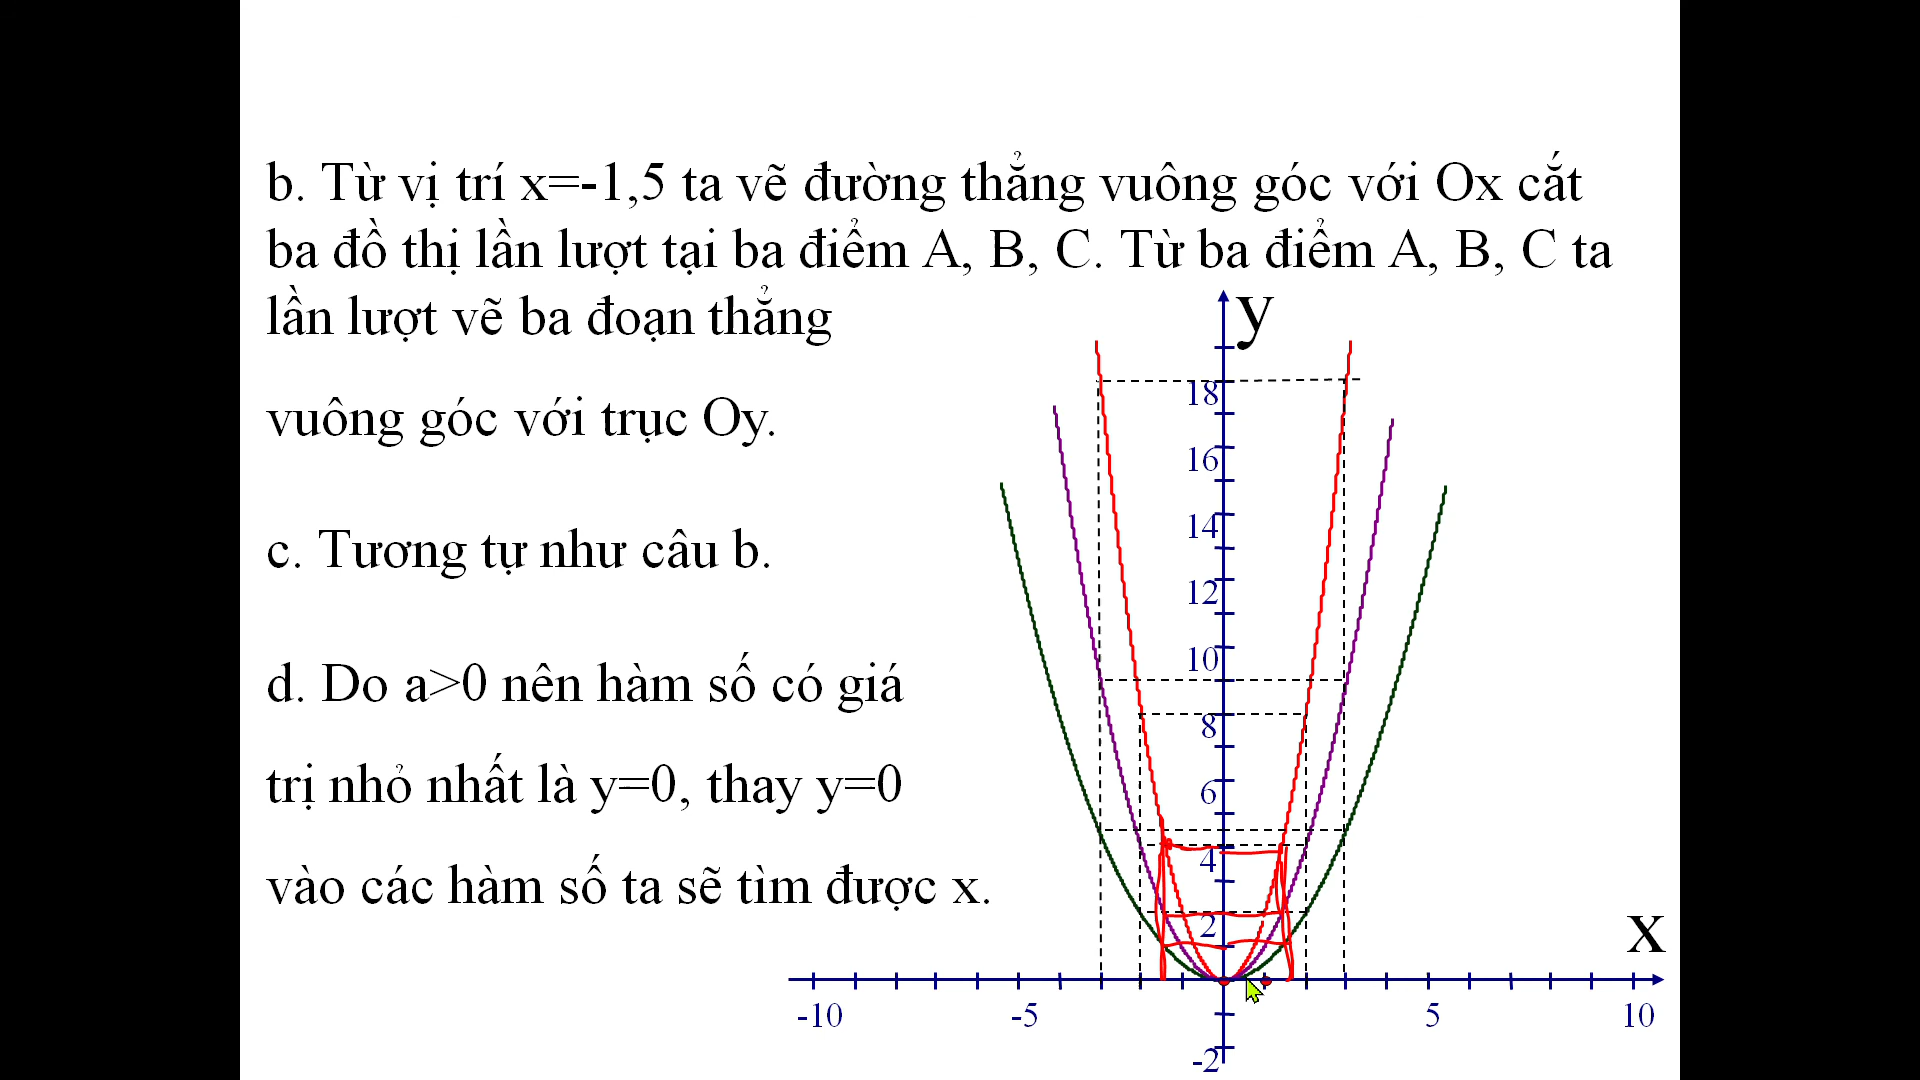 b. Từ vị trí x=-1,5 ta vẽ đường thẳng vuông góc với Ox cắt
ba đồ thị lần lượt tại ba điểm A, B, C. Từ ba điểm A, B, C ta
lần lượt vẽ ba đoạn thẳng
vuông góc với trục Oy.
c. Tương tự như câu b.
d. Do a>0 nên hàm số có giá
trị nhỏ nhất là y=0, thay y=0
vào các hàm số ta sẽ tìm được x.
y
18
16
14
12
10
8
6
4
2
x
-10
-5
5
10
-2